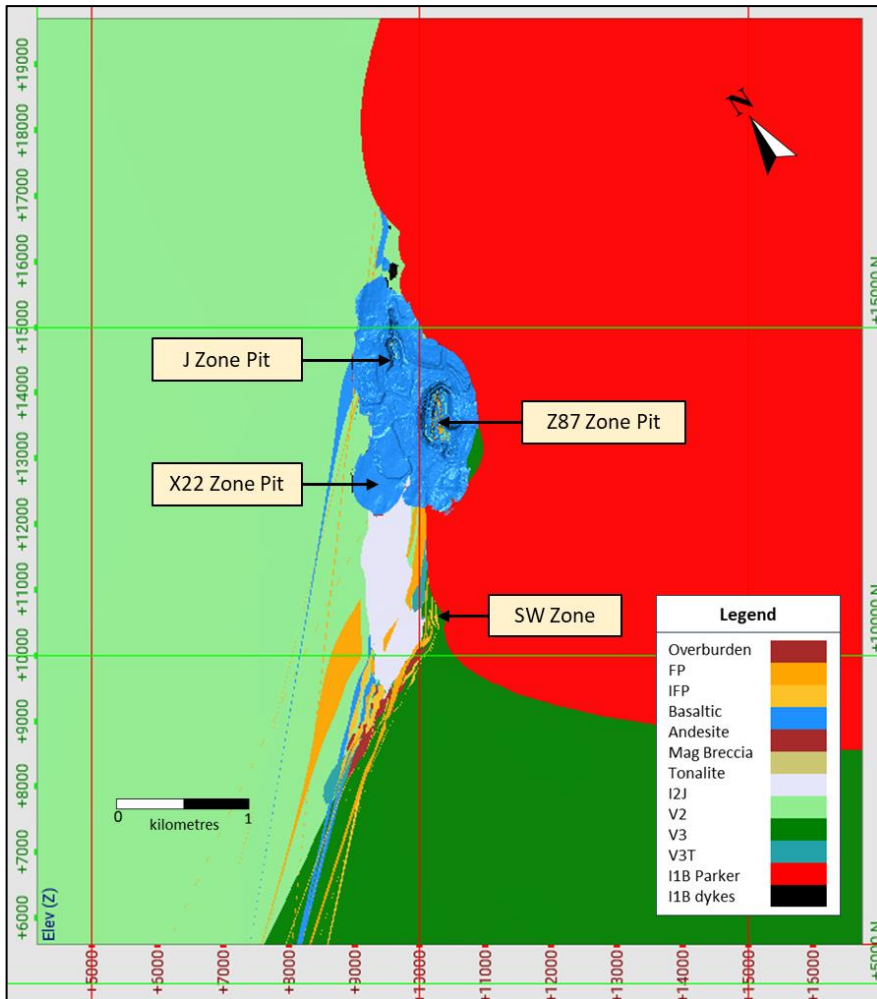 +19000
+18000
+17000
+16000
+15000
+14000
+13000
+12000
+11000
+10000
+9000
+8000
+7000
+6000
N
+15000 N
+10000 N
+5000 N
J Zone Pit
Z87 Zone Pit
X22 Zone Pit
SW Zone
Legend
Overburden
FP
IFP
Basaltic
Andesite
Mag Breccia
Tonalite
I2J
V2
V3
V3T
I1B Parker
I1B dykes
0 1
kilometres
Elev (Z)
+5000
+6000
+7000
+8000
+9000
+10000
+11000
+12000
+13000
+14000
+15000
+16000